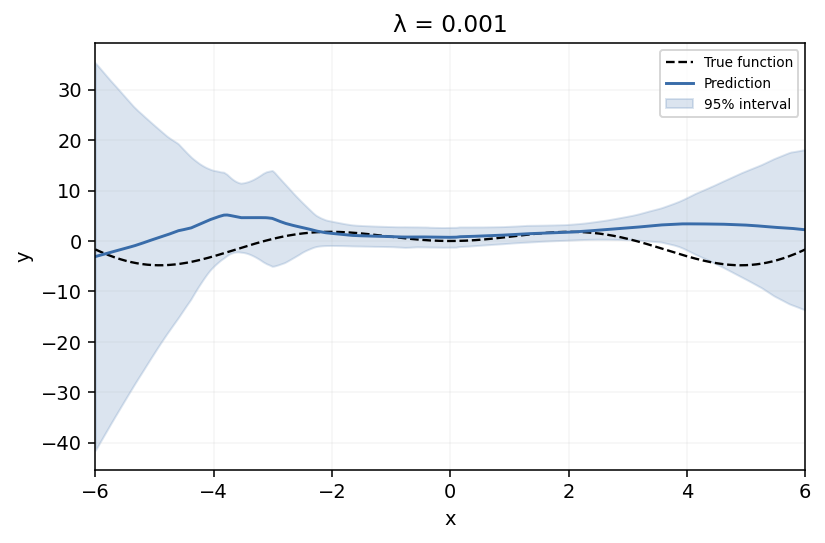 λ = 0.001
True function
Prediction
95% interval
30
20
10
0
−10
−20
−30
−40
y
−6
−4
−2
0
2
4
6
x